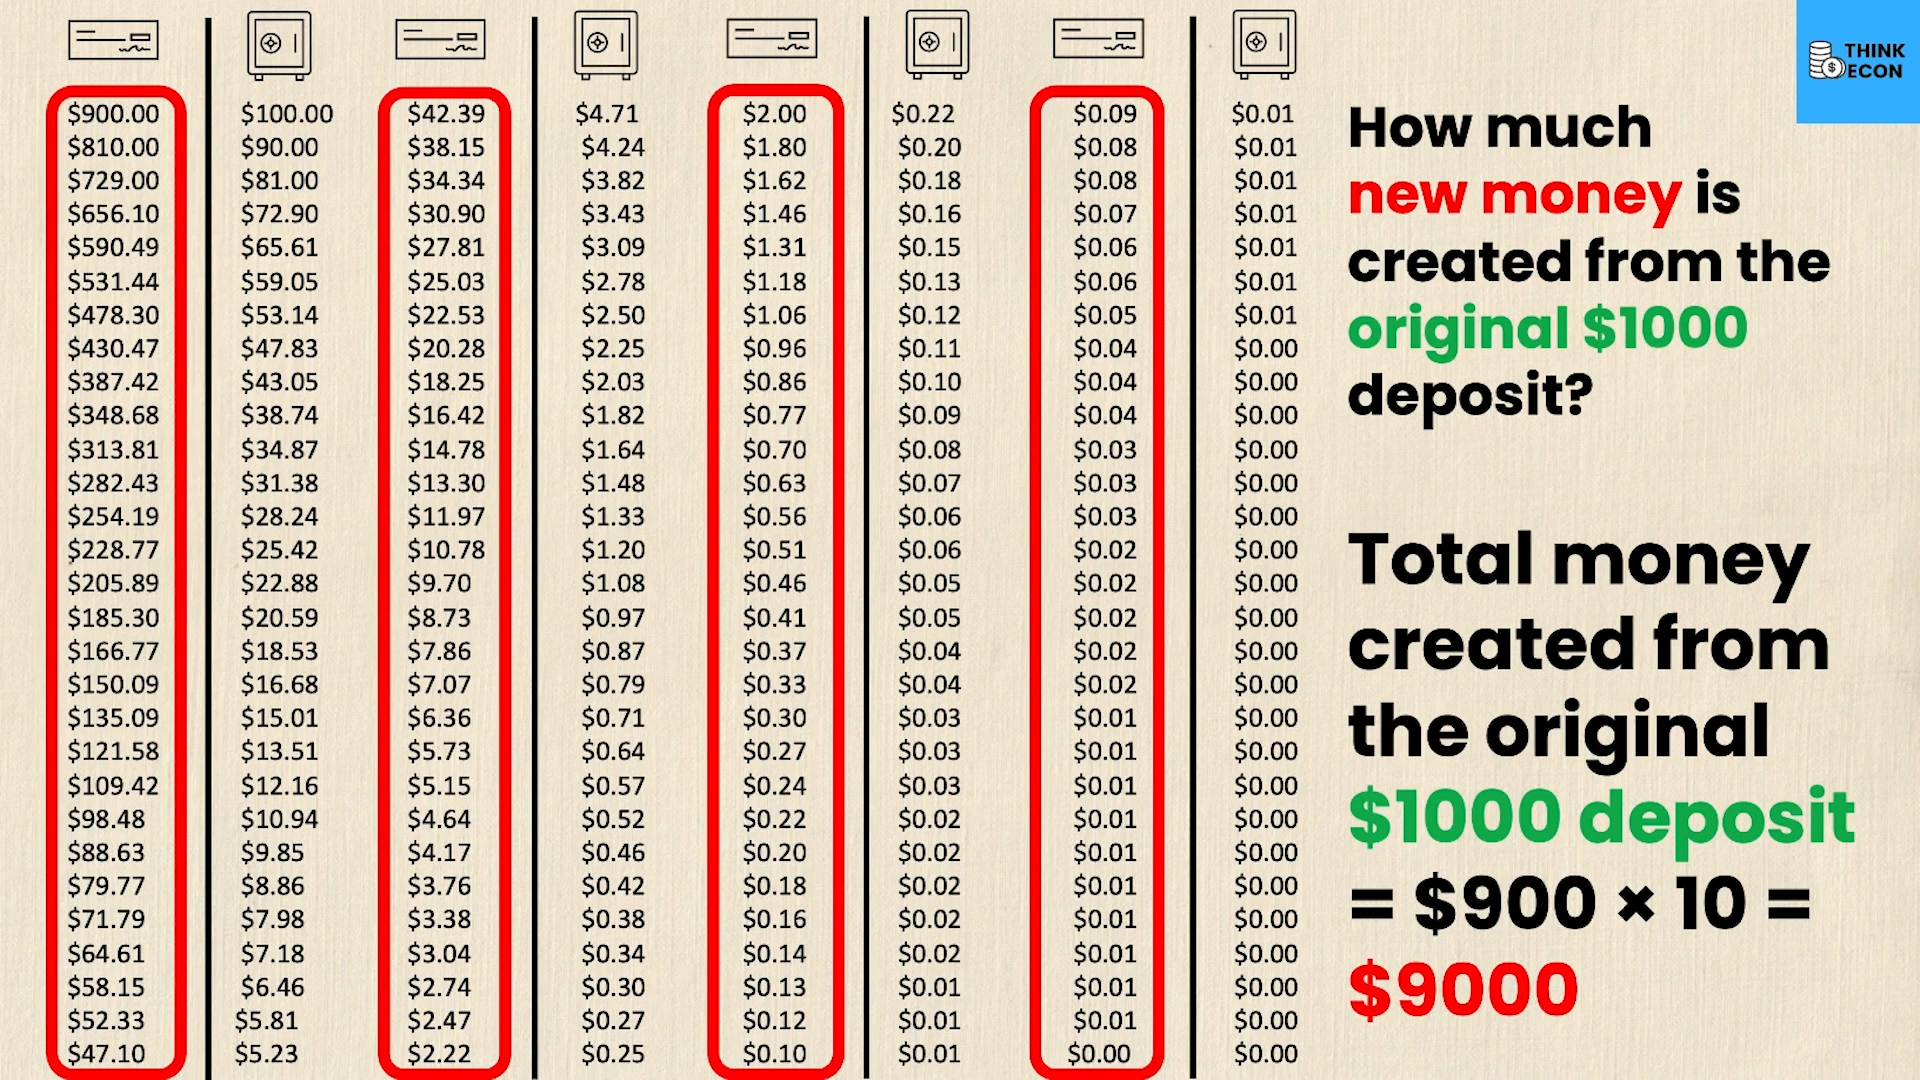 THINK
ECON
$900.00 $100.00 $42.39 $4.71 $2.00 $0.22 $0.09 $0.01
$810.00 $90.00 $38.15 $4.24 $1.80 $0.20 $0.08 $0.01
$729.00 $81.00 $34.34 $3.82 $1.62 $0.18 $0.08 $0.01
$656.10 $72.90 $30.90 $3.43 $1.46 $0.16 $0.07 $0.01
$590.49 $65.61 $27.81 $3.09 $1.31 $0.15 $0.06 $0.01
$531.44 $59.05 $25.03 $2.78 $1.18 $0.13 $0.06 $0.01
$478.30 $53.14 $22.53 $2.50 $1.06 $0.12 $0.05 $0.01
$430.47 $47.83 $20.28 $2.25 $0.96 $0.11 $0.04 $0.00
$387.42 $43.05 $18.25 $2.03 $0.86 $0.10 $0.04 $0.00
$348.68 $38.74 $16.42 $1.82 $0.77 $0.09 $0.04 $0.00
$313.81 $34.87 $14.78 $1.64 $0.70 $0.08 $0.03 $0.00
$282.43 $31.38 $13.30 $1.48 $0.63 $0.07 $0.03 $0.00
$254.19 $28.24 $11.97 $1.33 $0.56 $0.06 $0.03 $0.00
$228.77 $25.42 $10.78 $1.20 $0.51 $0.06 $0.02 $0.00
$205.89 $22.88 $9.70 $1.08 $0.46 $0.05 $0.02 $0.00
$185.30 $20.59 $8.73 $0.97 $0.41 $0.05 $0.02 $0.00
$166.77 $18.53 $7.86 $0.87 $0.37 $0.04 $0.02 $0.00
$150.09 $16.68 $7.07 $0.79 $0.33 $0.04 $0.02 $0.00
$135.09 $15.01 $6.36 $0.71 $0.30 $0.03 $0.01 $0.00
$121.58 $13.51 $5.73 $0.64 $0.27 $0.03 $0.01 $0.00
$109.42 $12.16 $5.15 $0.57 $0.24 $0.03 $0.01 $0.00
$98.48 $10.94 $4.64 $0.52 $0.22 $0.02 $0.01 $0.00
$88.63 $9.85 $4.17 $0.46 $0.20 $0.02 $0.01 $0.00
$79.77 $8.86 $3.76 $0.42 $0.18 $0.02 $0.01 $0.00
$71.79 $7.98 $3.38 $0.38 $0.16 $0.02 $0.01 $0.00
$64.61 $7.18 $3.04 $0.34 $0.14 $0.02 $0.01 $0.00
$58.15 $6.46 $2.74 $0.30 $0.13 $0.01 $0.01 $0.00
$52.33 $5.81 $2.47 $0.27 $0.12 $0.01 $0.01 $0.00
$47.10 $5.23 $2.22 $0.25 $0.10 $0.01 $0.00 $0.00
How much
new money is
created from the
original $1000
deposit?
Total money
created from
the original
$1000 deposit
= $900 × 10 =
$9000